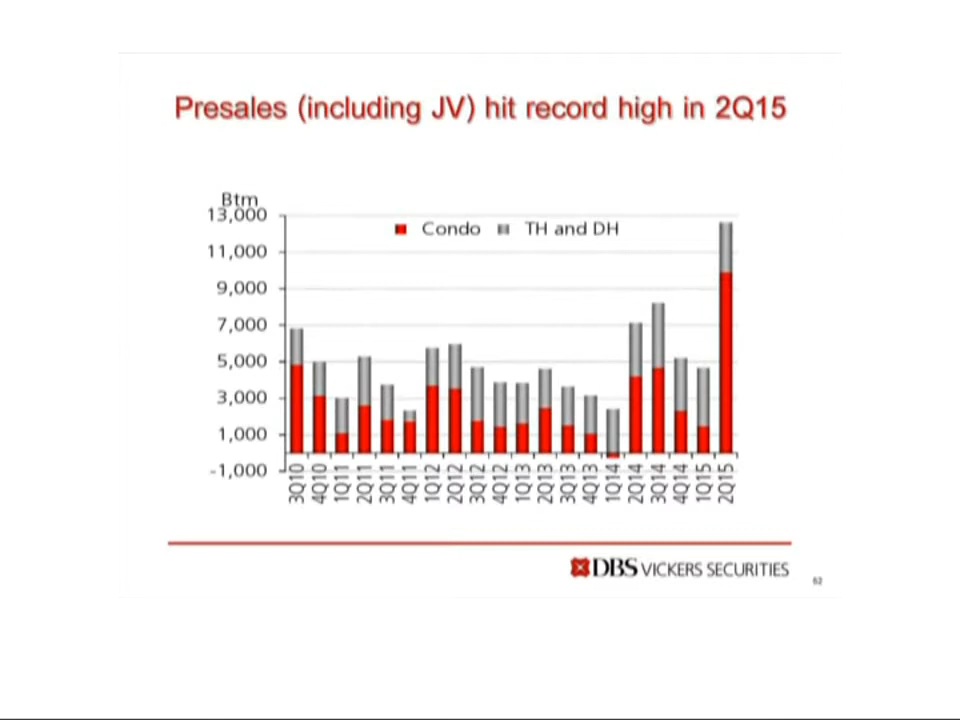 Presales (including JV) hit record high in 2Q15
Btm
13,000
Condo TH and DH
11,000
9,000
7,000
5,000
3,000
1,000
-1,000
3Q10 4Q10 1Q11 2Q11 3Q11 4Q11 1Q12 2Q12 3Q12 4Q12 1Q13 2Q13 3Q13 4Q13 1Q14 2Q14 3Q14 4Q14 1Q15 2Q15
DBS VICKERS SECURITIES
62